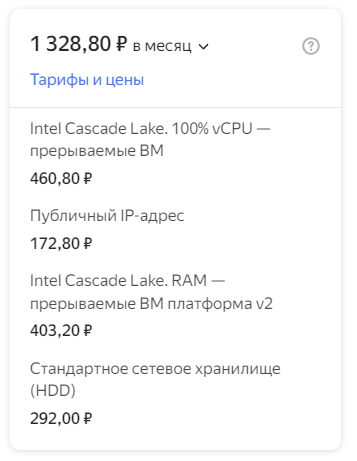 1 328,80 ₽ в месяц
Тарифы и цены
Intel Cascade Lake. 100% vCPU —
прерываемые ВМ
460,80 ₽
Публичный IP-адрес
172,80 ₽
Intel Cascade Lake. RAM —
прерываемые ВМ платформа v2
403,20 ₽
Стандартное сетевое хранилище
(HDD)
292,00 ₽